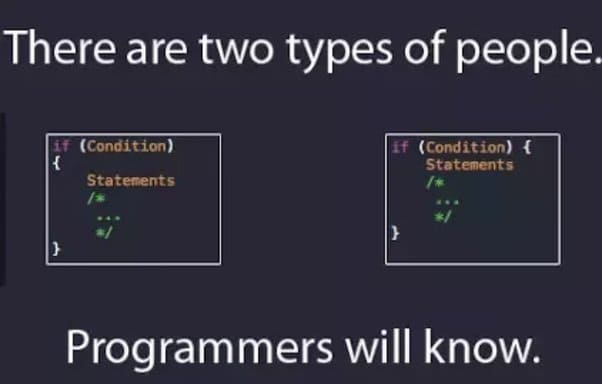 There are two types of people.
if (Condition)
{
Statements
/*
...
*/
}
if (Condition) {
Statements
/*
...
*/
}
Programmers will know.